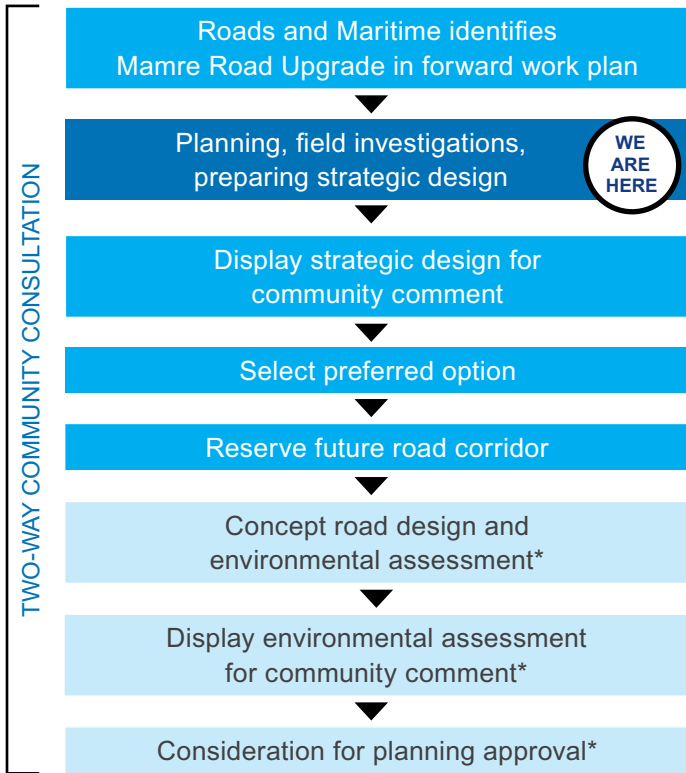 Roads and Maritime identifies
Mamre Road Upgrade in forward work plan
Planning, field investigations,
preparing strategic design
WE
ARE
HERE
Display strategic design for
community comment
Select preferred option
Reserve future road corridor
Concept road design and
environmental assessment*
Display environmental assessment
for community comment*
Consideration for planning approval*
TWO-WAY COMMUNITY CONSULTATION